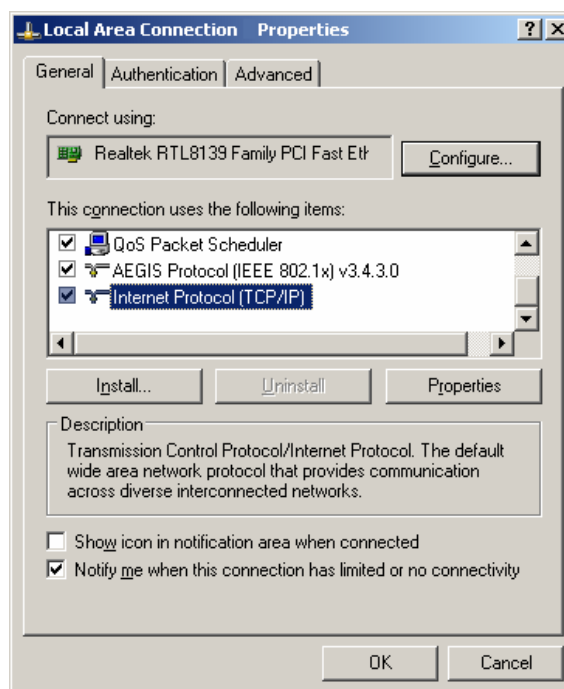 Local Area Connection Properties
General Authentication Advanced
Connect using:
Realtek RTL8139 Family PCI Fast Eth Configure...
This connection uses the following items:
QoS Packet Scheduler
AEGIS Protocol (IEEE 802.1x) v3.4.3.0
Internet Protocol (TCP/IP)
Install... Uninstall Properties
Description
Transmission Control Protocol/Internet Protocol. The default
wide area network protocol that provides communication
across diverse interconnected networks.
Show icon in notification area when connected
Notify me when this connection has limited or no connectivity
OK Cancel